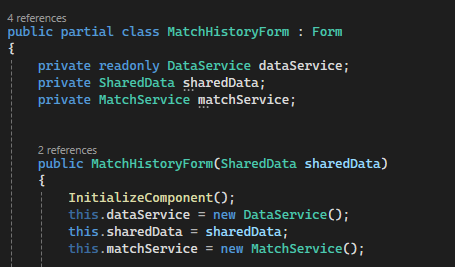 4 references
public partial class MatchHistoryForm : Form
{
private readonly DataService dataService;
private SharedData sharedData;
private MatchService matchService;
2 references
public MatchHistoryForm(SharedData sharedData)
{
InitializeComponent();
this.dataService = new DataService();
this.sharedData = sharedData;
this.matchService = new MatchService();